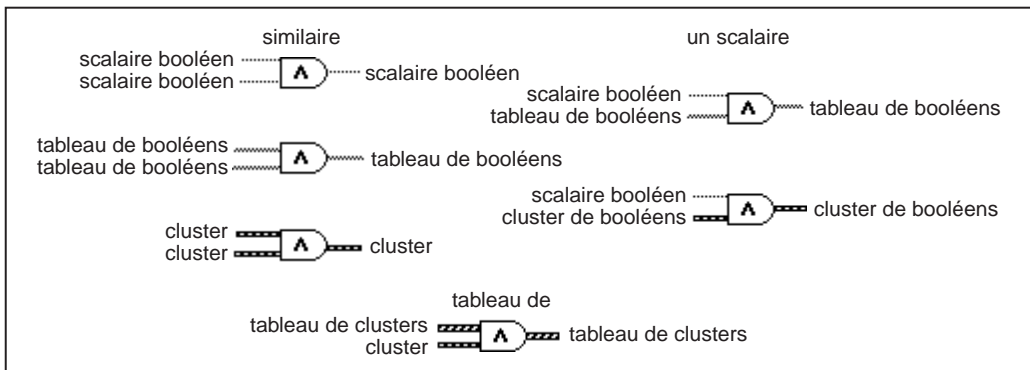 similaire
scalaire booléen
scalaire booléen
scalaire booléen
un scalaire
scalaire booléen
tableau de booléens
tableau de booléens
tableau de booléens
tableau de booléens
tableau de booléens
scalaire booléen
cluster de booléens
cluster de booléens
cluster
cluster
cluster
tableau de
tableau de clusters
cluster
tableau de clusters